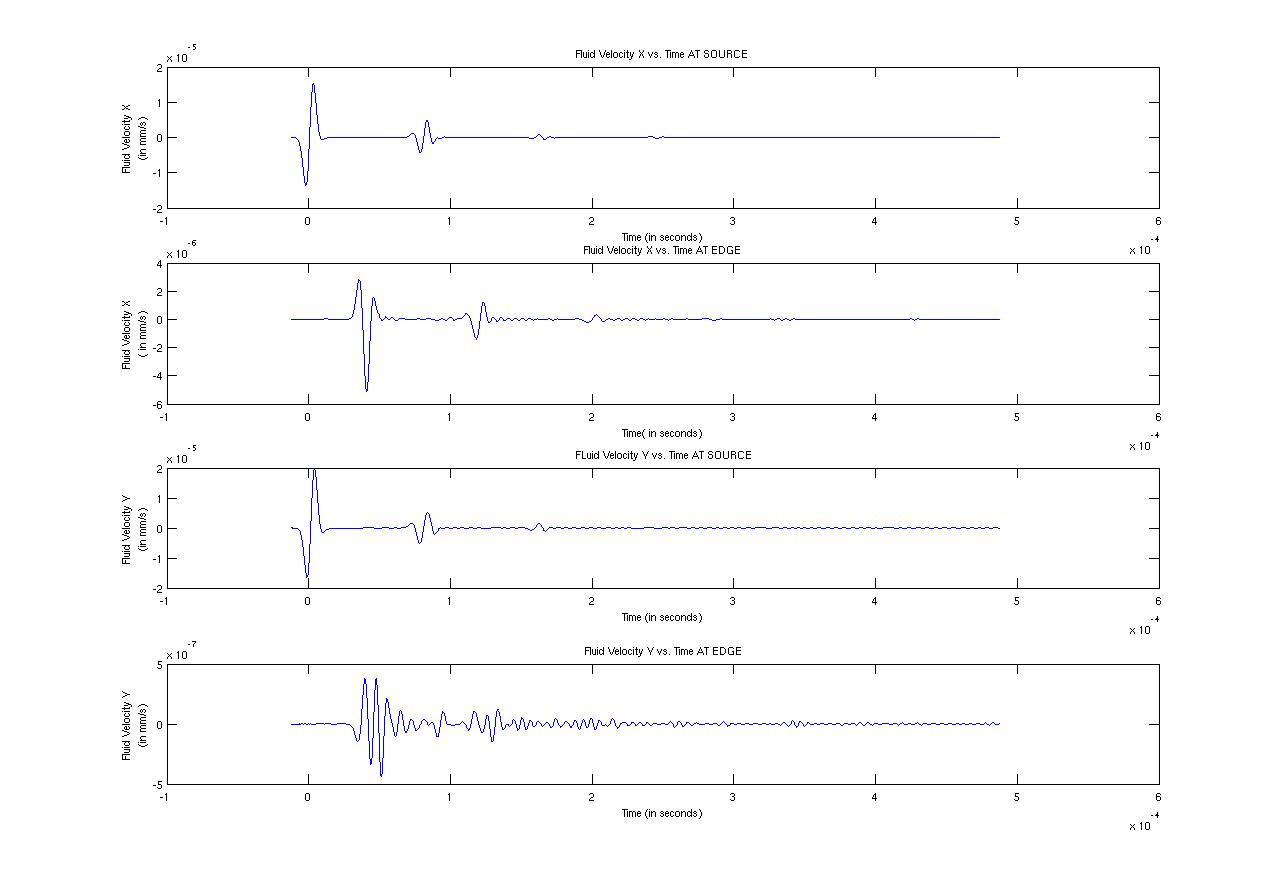 x 10^-5
Fluid Velocity X vs. Time AT SOURCE
Fluid Velocity X
(in mm/s)
2
1
0
-1
-2
-1 0 1 2 3 4 5 6
Time (in seconds)
x 10^-4
x 10^-6
Fluid Velocity X vs. Time AT EDGE
Fluid Velocity X
( in mm/s)
4
2
0
-2
-4
-6
-1 0 1 2 3 4 5 6
Time( in seconds)
x 10^-4
x 10^-5
FLuid Velocity Y vs. Time AT SOURCE
Fluid Velocity Y
(in mm/s)
2
1
0
-1
-2
-1 0 1 2 3 4 5 6
Time (in seconds)
x 10^-4
x 10^-7
Fluid Velocity Y vs. Time AT EDGE
Fluid Velocity Y
(in mm/s)
5
0
-5
-1 0 1 2 3 4 5 6
Time (in seconds)
x 10^-4